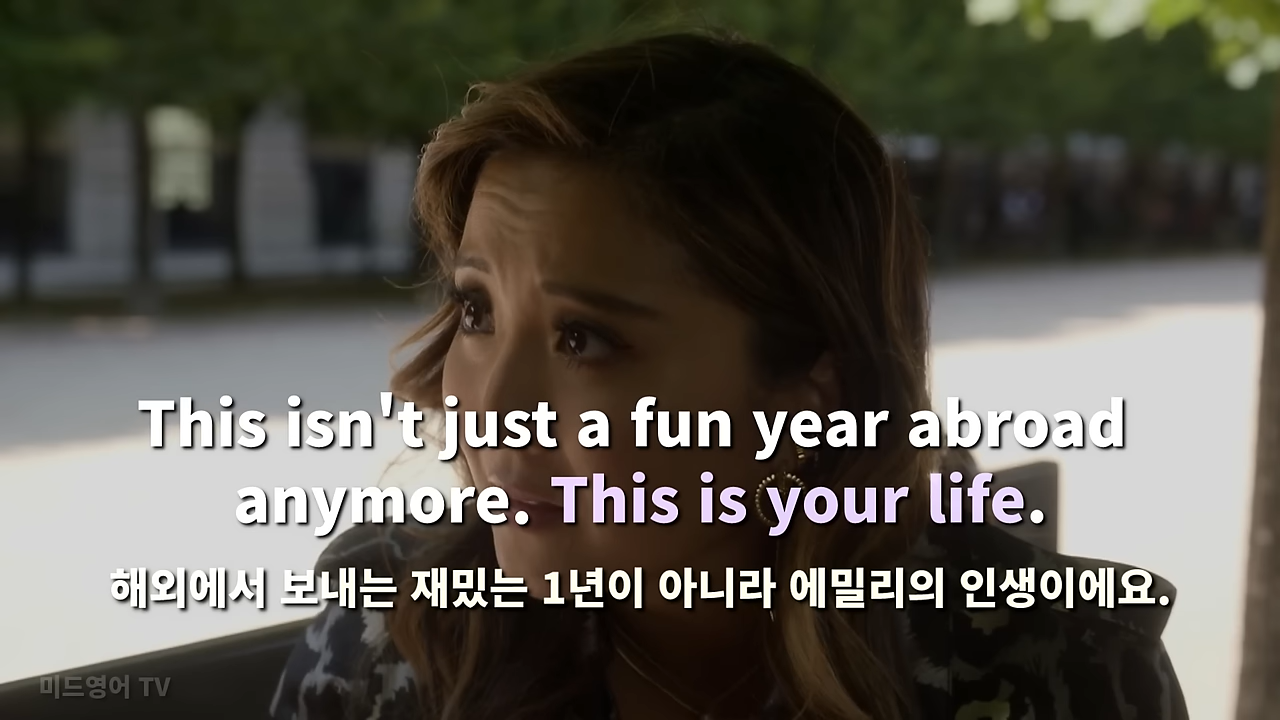 This isn't just a fun year abroad
anymore. This is your life.
해외에서 보내는 재밌는 1년이 아니라 에밀리의 인생이에요.
미드영어 TV